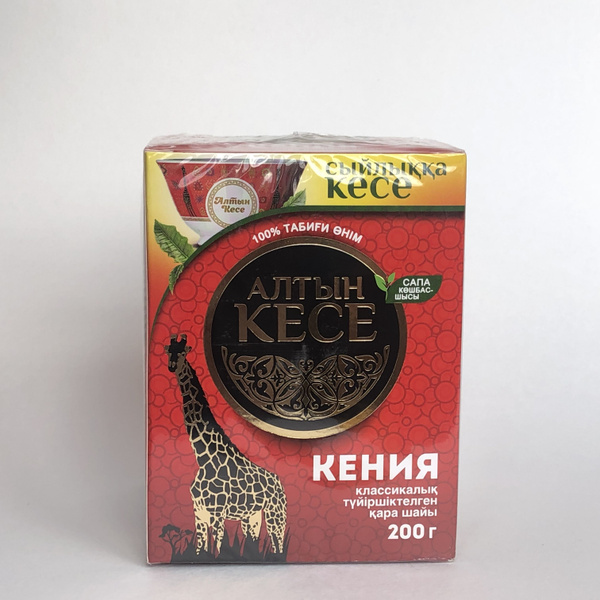 сыйлыққа
кесе
Алтын
Кесе
100% ТАБИҒИ ӨНІМ
АЛТЫН
КЕСЕ
САПА
КӨШБАС-
ШЫСЫ
КЕНИЯ
классикалық
түйіршіктелген
қара шайы
200 г